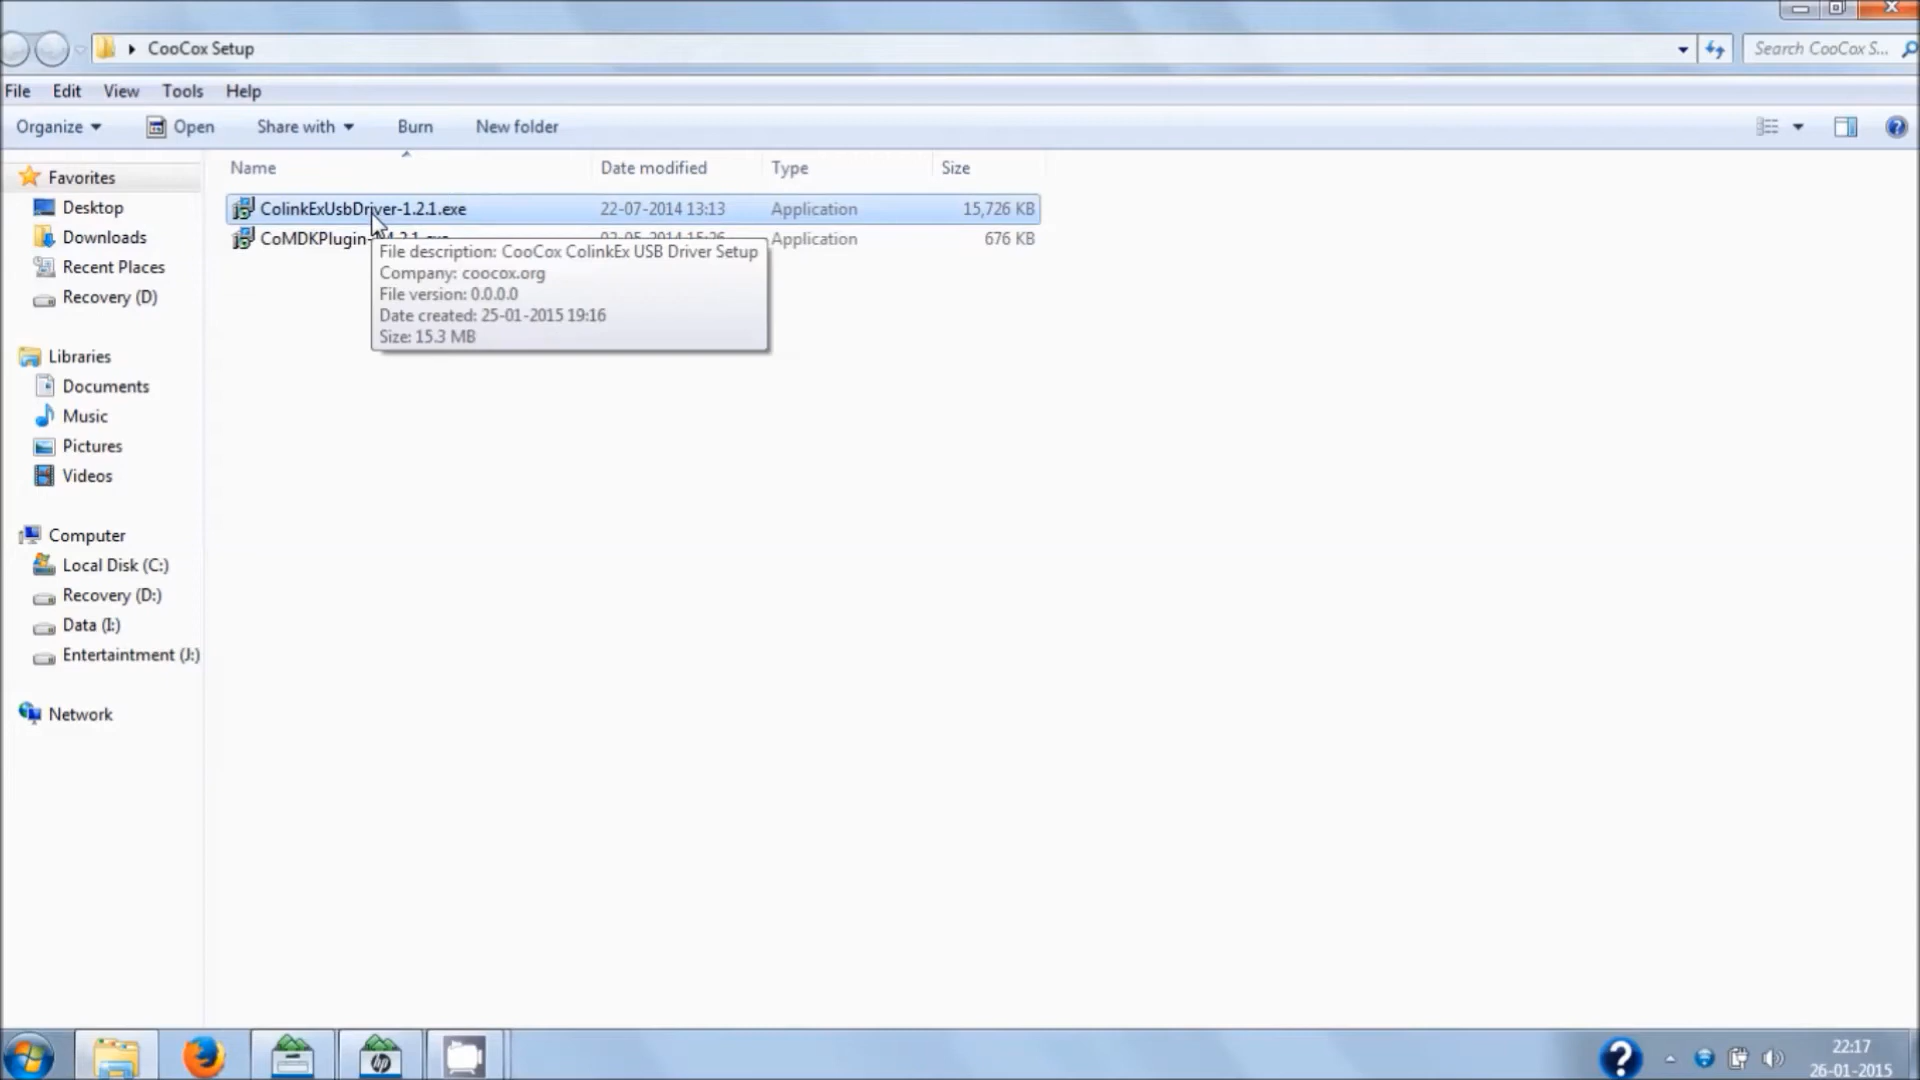 CooCox Setup
Search CooCox S...
File Edit View Tools Help
Organize Open Share with Burn New folder
Name Date modified Type Size
Favorites
Desktop
Downloads
Recent Places
Recovery (D)
Libraries
Documents
Music
Pictures
Videos
Computer
Local Disk (C:)
Recovery (D:)
Data (I:)
Entertaintment (J:)
Network
ColinkExUsbDriver-1.2.1.exe 22-07-2014 13:13 Application 15,726 KB
CoMDKPlugin- Application 676 KB
File description: CooCox ColinkEx USB Driver Setup
Company: coocox.org
File version: 0.0.0.0
Date created: 25-01-2015 19:16
Size: 15.3 MB
hp
22:17
26-01-2015